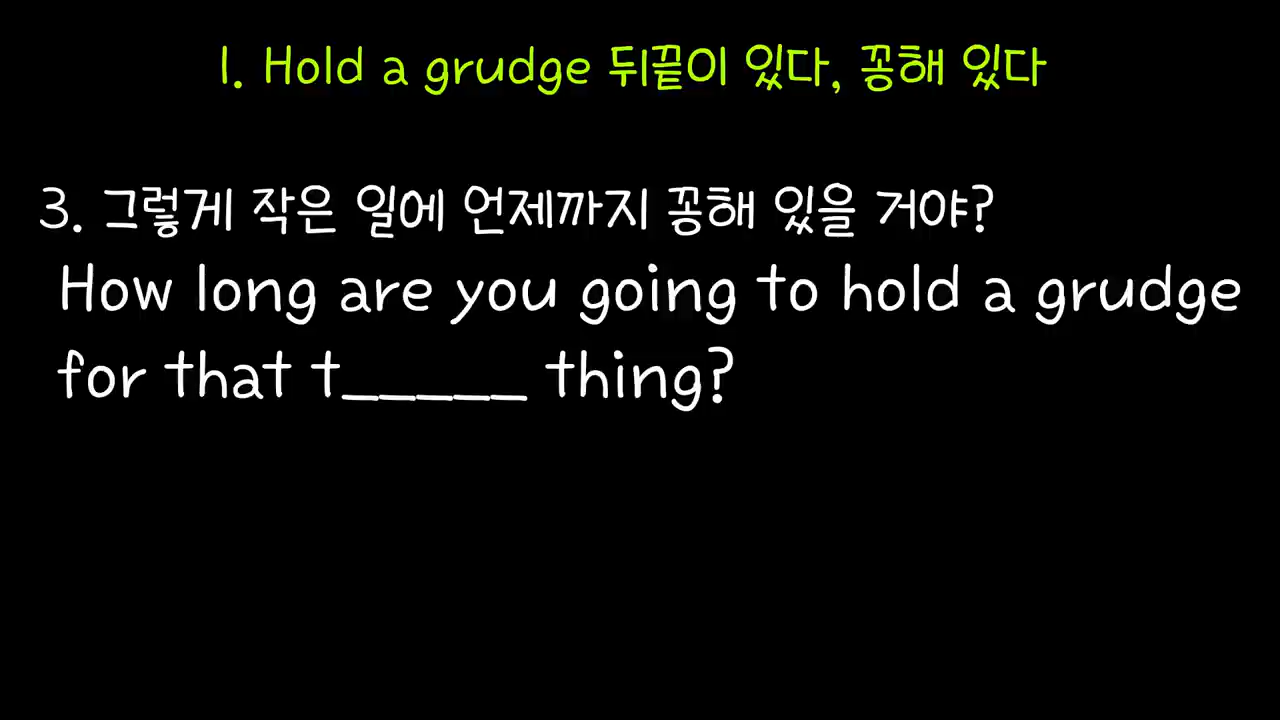 1. Hold a grudge 뒤끝이 있다, 꽁해 있다
3. 그렇게 작은 일에 언제까지 꽁해 있을 거야?
How long are you going to hold a grudge
for that t_____ thing?